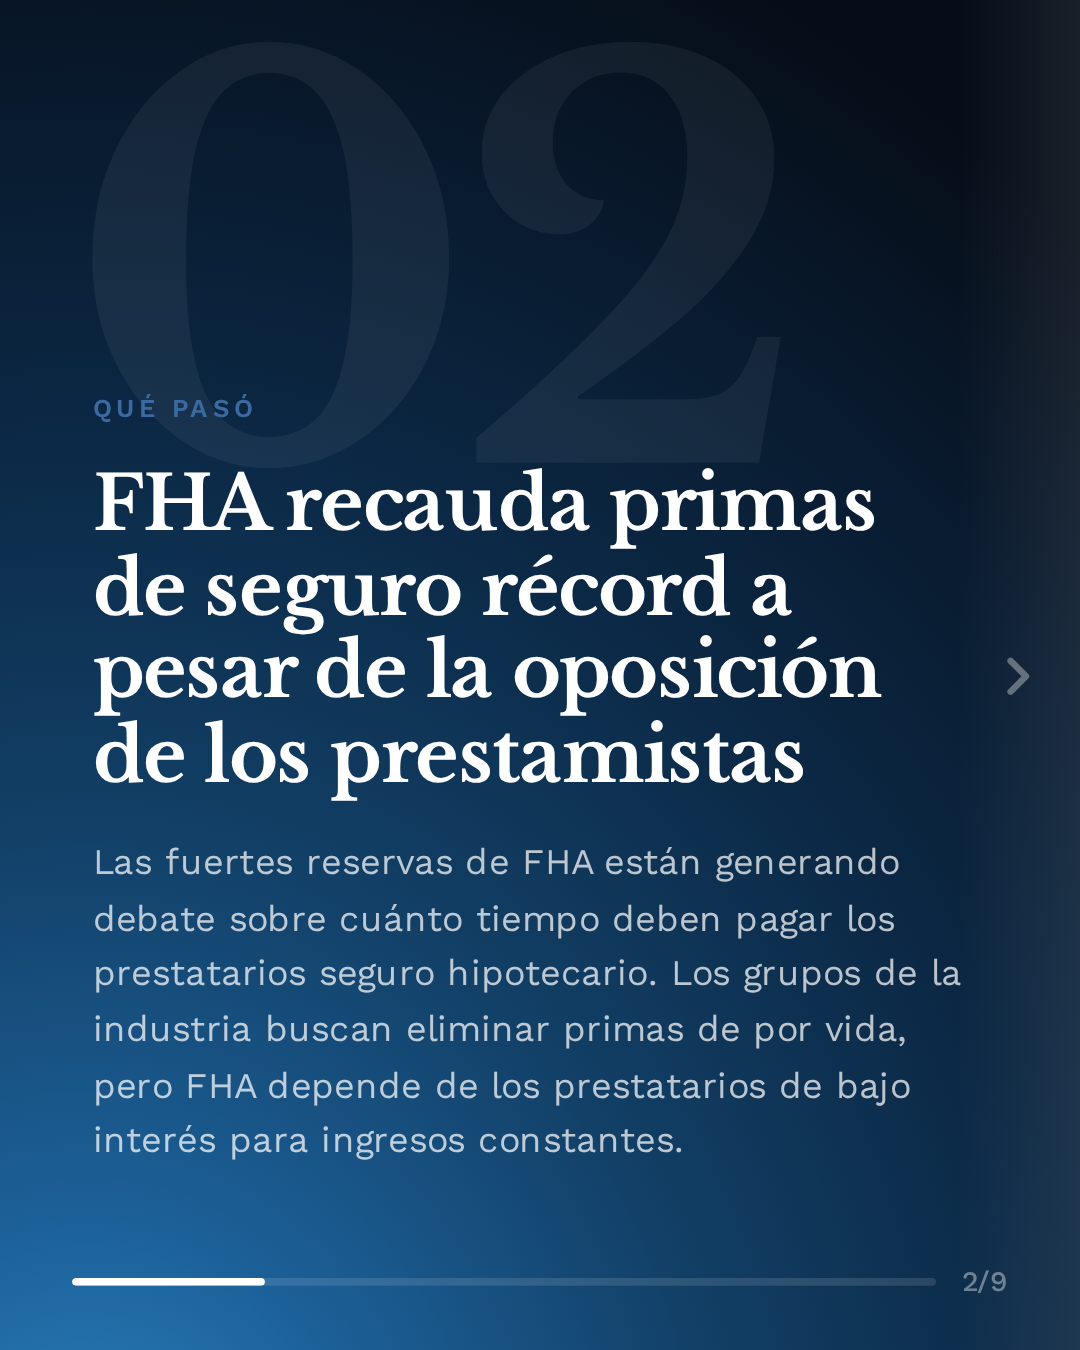 02
QUÉ PASÓ
FHA recauda primas
de seguro récord a
pesar de la oposición
de los prestamistas
Las fuertes reservas de FHA están generando
debate sobre cuánto tiempo deben pagar los
prestatarios seguro hipotecario. Los grupos de la
industria buscan eliminar primas de por vida,
pero FHA depende de los prestatarios de bajo
interés para ingresos constantes.
2/9